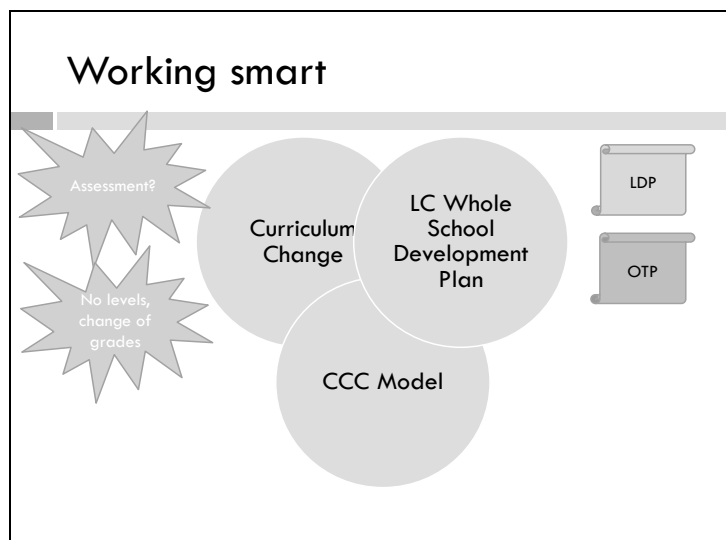 Working smart
Assessment?
No levels,
change of
grades
Curriculum
Change
LC Whole
School
Development
Plan
CCC Model
LDP
OTP